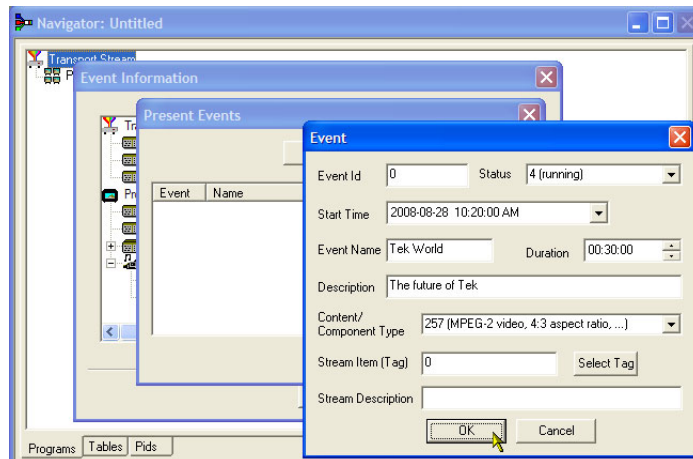 Navigator: Untitled
Transport Stream
P
Event Information
Tr
Pr
Present Events
Event Name
Event
Event Id 0 Status 4 (running)
Start Time 2008-08-28 10:20:00 AM
Event Name Tek World Duration 00:30:00
Description The future of Tek
Content/
Component Type 257 (MPEG-2 video, 4:3 aspect ratio, ...)
Stream Item (Tag) 0 Select Tag
Stream Description
OK Cancel
Programs Tables Pids